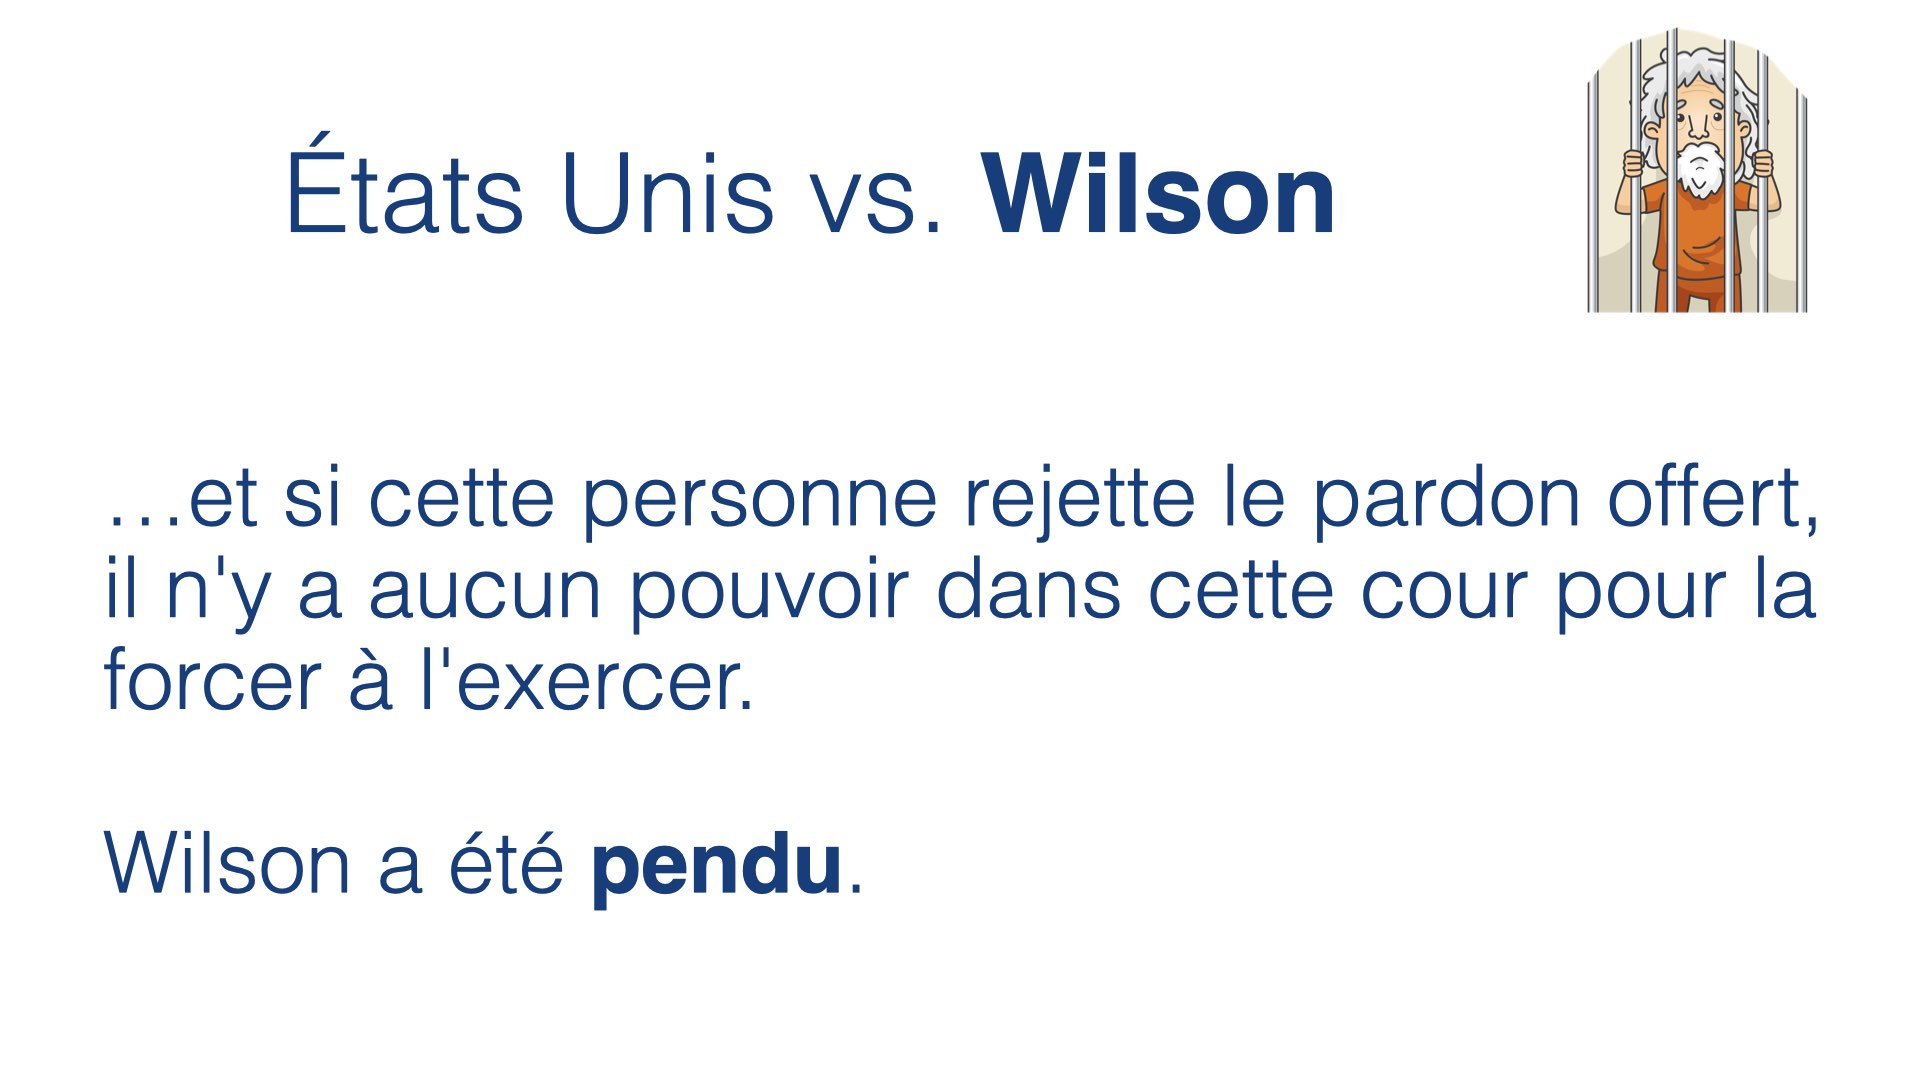 États Unis vs. Wilson
…et si cette personne rejette le pardon offert,
il n'y a aucun pouvoir dans cette cour pour la
forcer à l'exercer.
Wilson a été pendu.